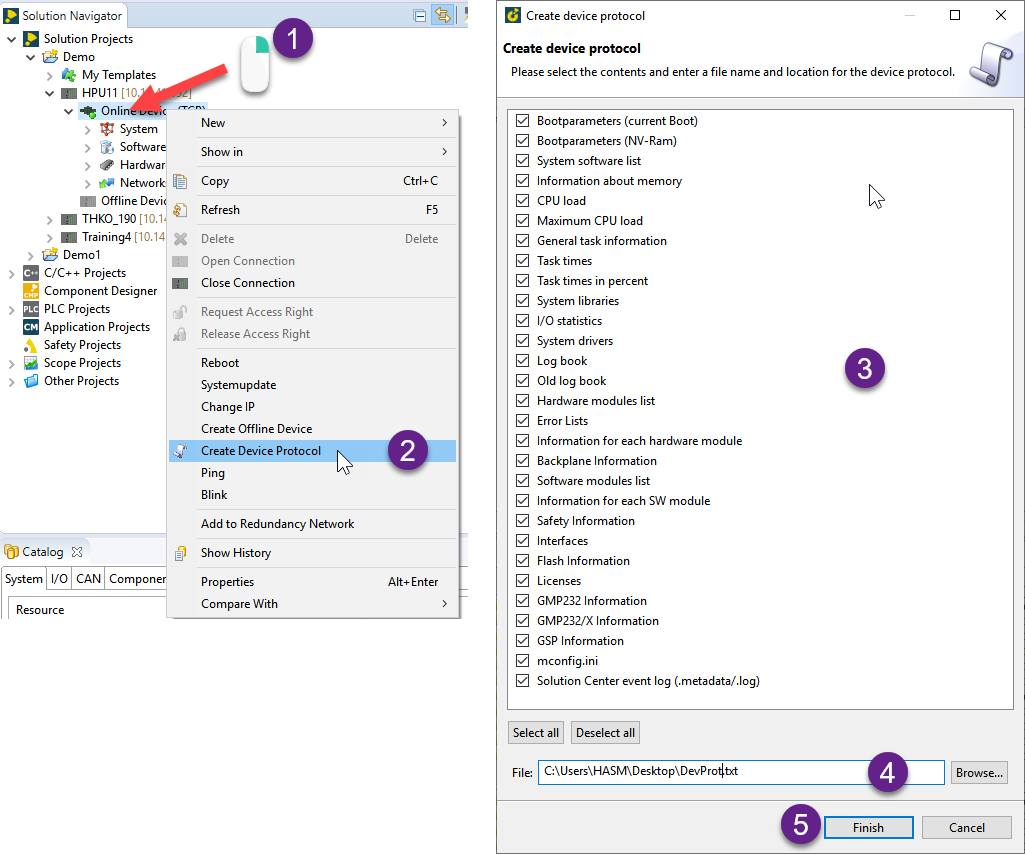 Solution Navigator
1
Solution Projects
Demo
My Templates
HPU11
Online
System
Software
Hardwar
Network
Offline Devic
THKO_190 [10.14
Training4 [10.14
Demo1
C/C++ Projects
Component Designer
PLC Projects
Application Projects
Safety Projects
Scope Projects
Other Projects
C++
CMP
PLC
CM
New
Show in
Copy Ctrl+C
Refresh F5
Delete Delete
Open Connection
Close Connection
Request Access Right
Release Access Right
Reboot
Systemupdate
Change IP
Create Offline Device
Create Device Protocol
2
Ping
Blink
Add to Redundancy Network
Show History
Properties Alt+Enter
Compare With
Catalog
System I/O CAN Componen
Resource
Create device protocol
Create device protocol
Please select the contents and enter a file name and location for the device protocol.
Bootparameters (current Boot)
Bootparameters (NV-Ram)
System software list
Information about memory
CPU load
Maximum CPU load
General task information
Task times
Task times in percent
System libraries
I/O statistics
System drivers
Log book
3
Old log book
Hardware modules list
Error Lists
Information for each hardware module
Backplane Information
Software modules list
Information for each SW module
Safety Information
Interfaces
Flash Information
Licenses
GMP232 Information
GMP232/X Information
GSP Information
mconfig.ini
Solution Center event log (.metadata/.log)
Select all Deselect all
File: C:\Users\HASM\Desktop\DevProt.txt 4 Browse...
5 Finish Cancel